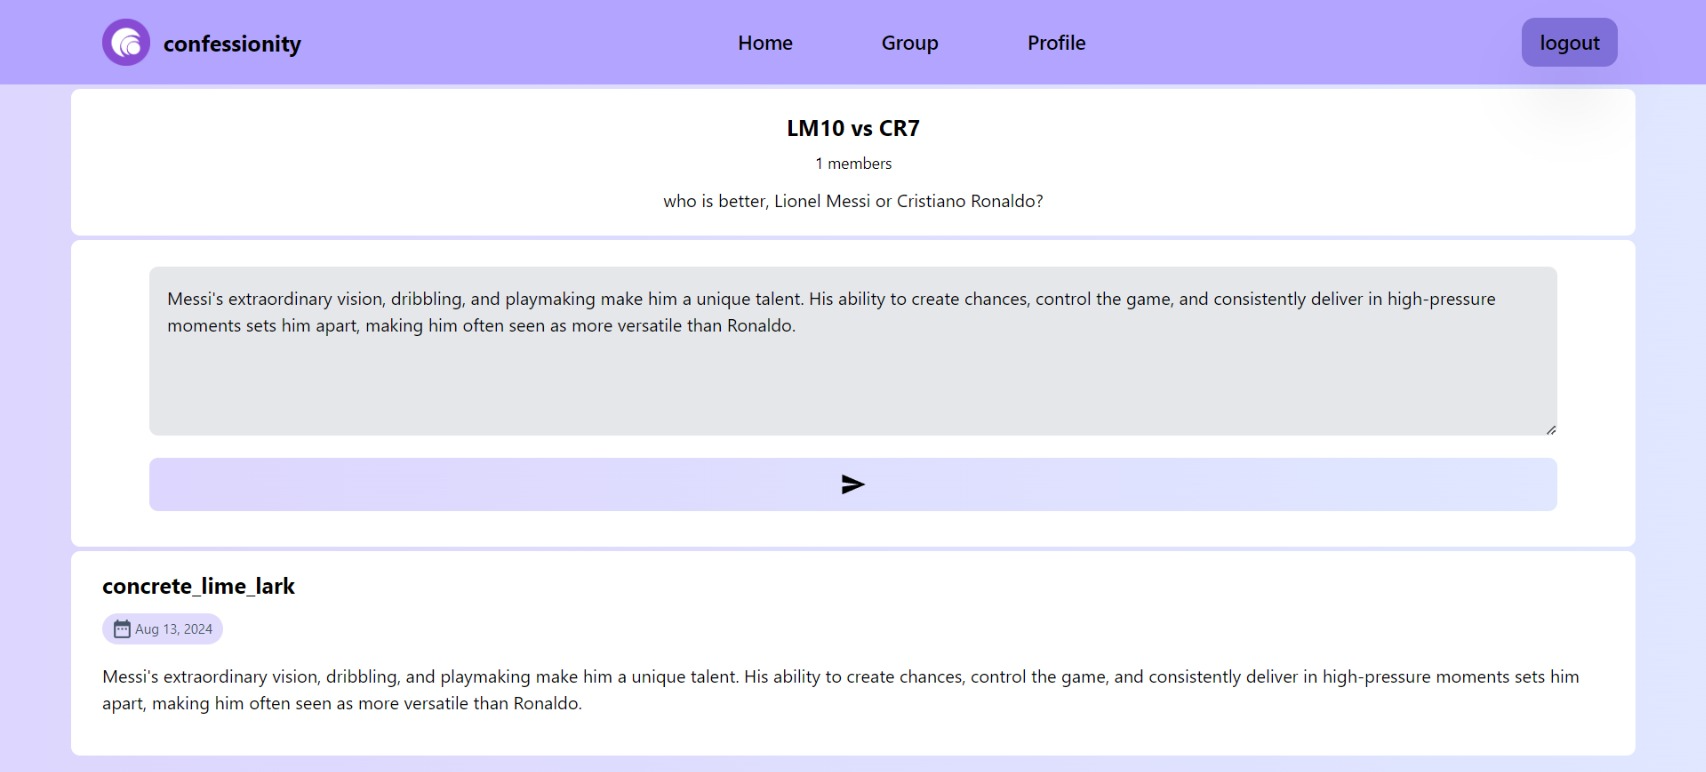 confessionity
Home
Group
Profile
logout
LM10 vs CR7
1 members
who is better, Lionel Messi or Cristiano Ronaldo?
Messi's extraordinary vision, dribbling, and playmaking make him a unique talent. His ability to create chances, control the game, and consistently deliver in high-pressure
moments sets him apart, making him often seen as more versatile than Ronaldo.
concrete_lime_lark
Aug 13, 2024
Messi's extraordinary vision, dribbling, and playmaking make him a unique talent. His ability to create chances, control the game, and consistently deliver in high-pressure moments sets him
apart, making him often seen as more versatile than Ronaldo.